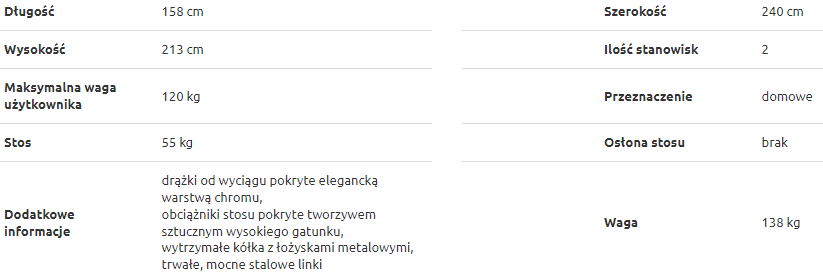 Długość 158 cm Szerokość 240 cm
Wysokość 213 cm Ilość stanowisk 2
Maksymalna waga
użytkownika 120 kg Przeznaczenie domowe
Stos 55 kg Osłona stosu brak
Dodatkowe
informacje
drążki od wyciągu pokryte elegancką
warstwą chromu,
obciążniki stosu pokryte tworzywem
sztucznym wysokiego gatunku,
wytrzymałe kółka z łożyskami metalowymi,
trwałe, mocne stalowe linki
Waga 138 kg